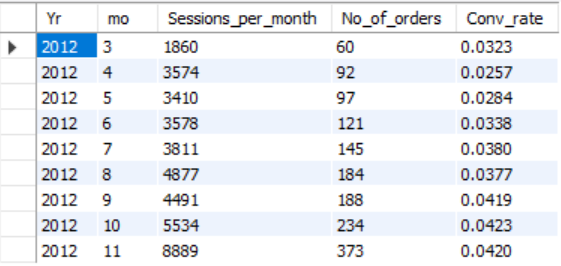 Yr mo Sessions_per_month No_of_orders Conv_rate
2012 3 1860 60 0.0323
2012 4 3574 92 0.0257
2012 5 3410 97 0.0284
2012 6 3578 121 0.0338
2012 7 3811 145 0.0380
2012 8 4877 184 0.0377
2012 9 4491 188 0.0419
2012 10 5534 234 0.0423
2012 11 8889 373 0.0420